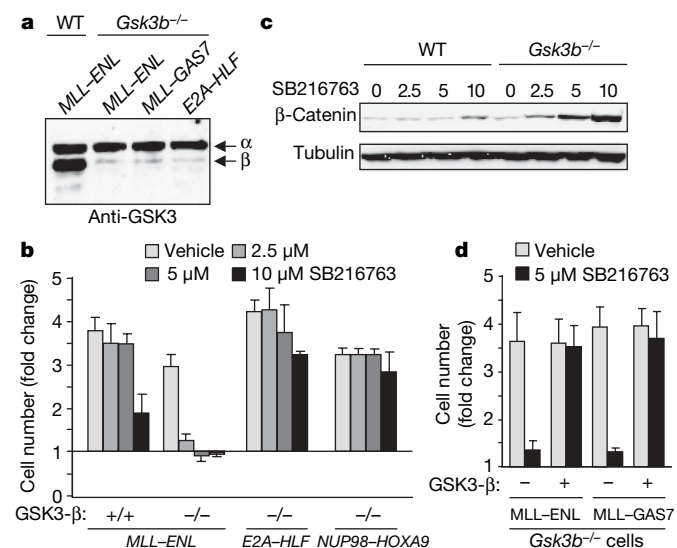 a
WT Gsk3b–/–
MLL–ENL MLL–ENL MLL–GAS7 E2A–HLF
α
β
Anti-GSK3
c
WT Gsk3b–/–
SB216763 0 2.5 5 10 0 2.5 5 10
β-Catenin
Tubulin
b
Vehicle 2.5 μM
5 μM 10 μM SB216763
Cell number (fold change)
5
4
3
2
1
0
GSK3-β: +/+ –/– –/– –/–
MLL–ENL E2A–HLF NUP98–HOXA9
d
Vehicle
5 μM SB216763
Cell number
(fold change)
5
4
3
2
1
GSK3-β: – + – +
MLL–ENL MLL–GAS7
Gsk3b–/– cells